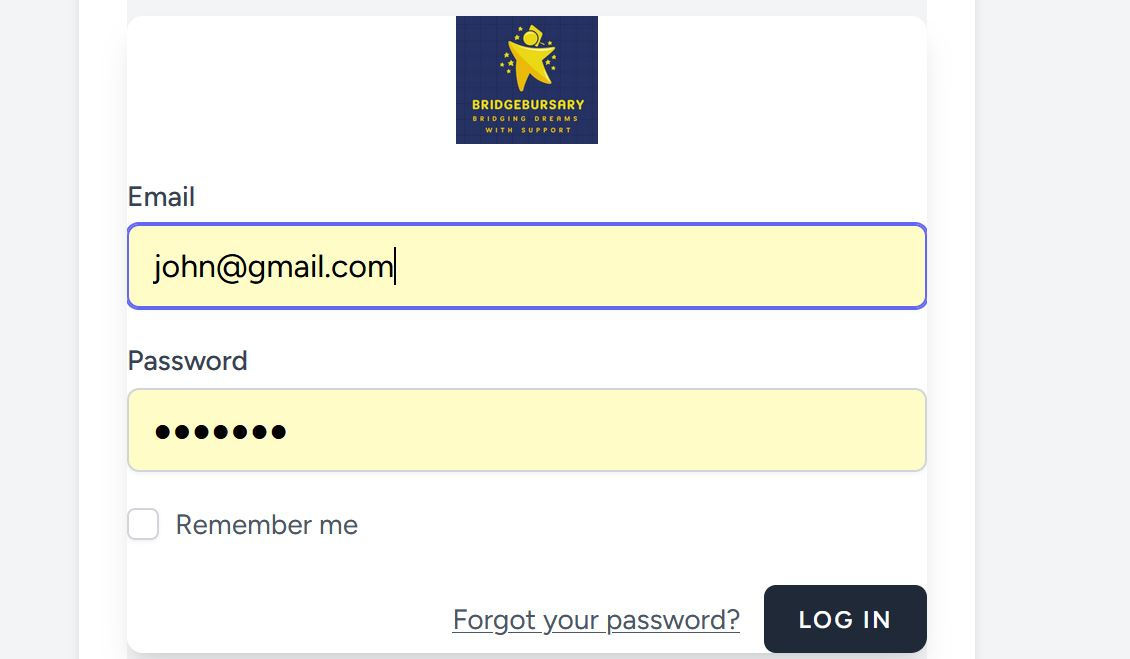 BRIDGEBURSARY
BRIDGING DREAMS
WITH SUPPORT
Email
john@gmail.com
Password
●●●●●●●
Remember me
Forgot your password?
LOG IN